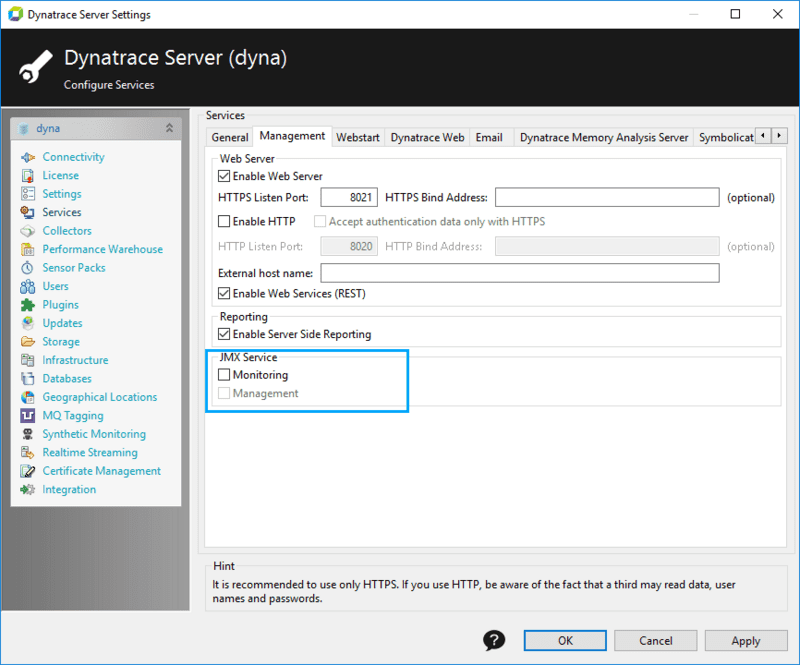 Dynatrace Server Settings
Dynatrace Server (dyna)
Configure Services
dyna
Connectivity
License
Settings
Services
Collectors
Performance Warehouse
Sensor Packs
Users
Plugins
Updates
Storage
Infrastructure
Databases
Geographical Locations
MQ Tagging
Synthetic Monitoring
Realtime Streaming
Certificate Management
Integration
Services
General Management Webstart Dynatrace Web Email Dynatrace Memory Analysis Server Symbolicat
Web Server
Enable Web Server
HTTPS Listen Port: 8021 HTTPS Bind Address: (optional)
Enable HTTP Accept authentication data only with HTTPS
HTTP Listen Port: 8020 HTTP Bind Address: (optional)
External host name:
Enable Web Services (REST)
Reporting
Enable Server Side Reporting
JMX Service
Monitoring
Management
Hint
It is recommended to use only HTTPS. If you use HTTP, be aware of the fact that a third may read data, user
names and passwords.
? OK Cancel Apply